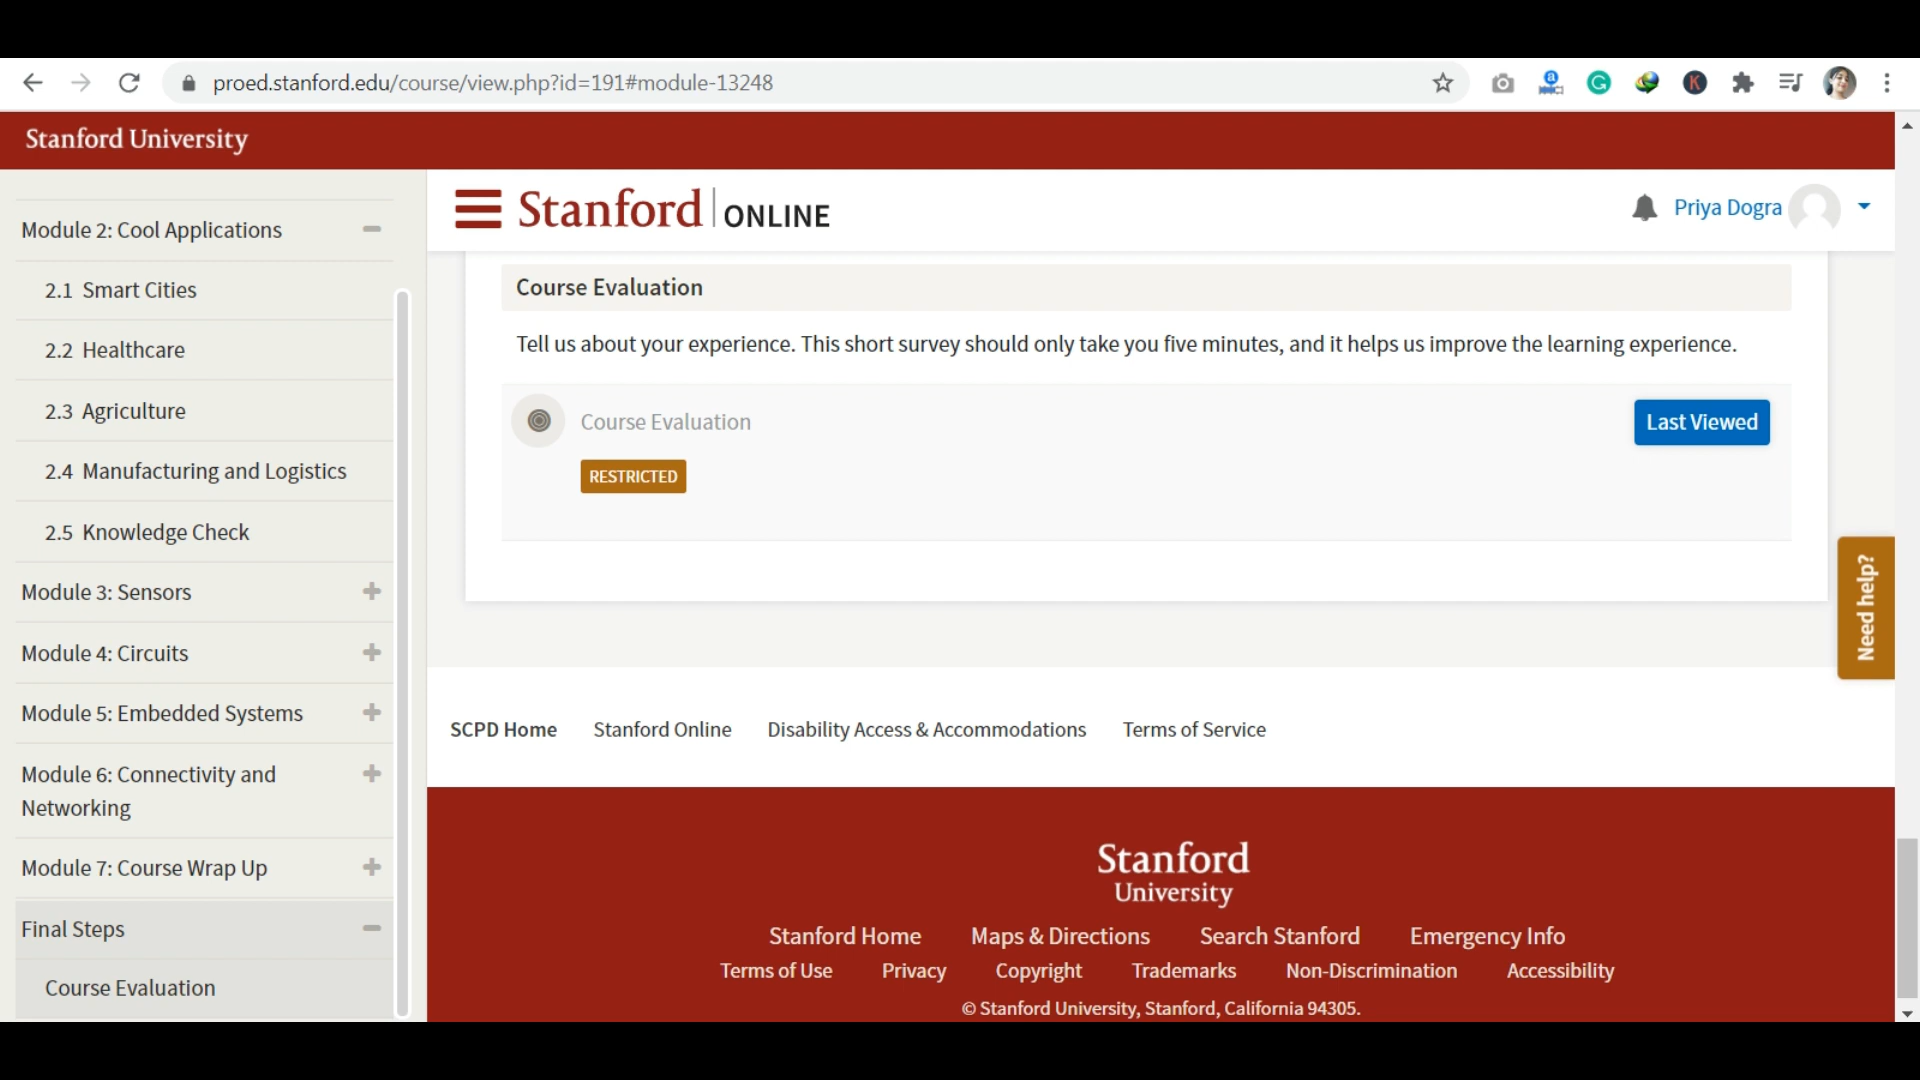 proed.stanford.edu/course/view.php?id=191#module-13248
Stanford University
Module 2: Cool Applications
2.1 Smart Cities
2.2 Healthcare
2.3 Agriculture
2.4 Manufacturing and Logistics
2.5 Knowledge Check
Module 3: Sensors
Module 4: Circuits
Module 5: Embedded Systems
Module 6: Connectivity and
Networking
Module 7: Course Wrap Up
Final Steps
Course Evaluation
Stanford ONLINE
Priya Dogra
Course Evaluation
Tell us about your experience. This short survey should only take you five minutes, and it helps us improve the learning experience.
Course Evaluation
Last Viewed
RESTRICTED
Need help?
SCPD Home Stanford Online Disability Access & Accommodations Terms of Service
Stanford
University
Stanford Home Maps & Directions Search Stanford Emergency Info
Terms of Use Privacy Copyright Trademarks Non-Discrimination Accessibility
© Stanford University, Stanford, California 94305.